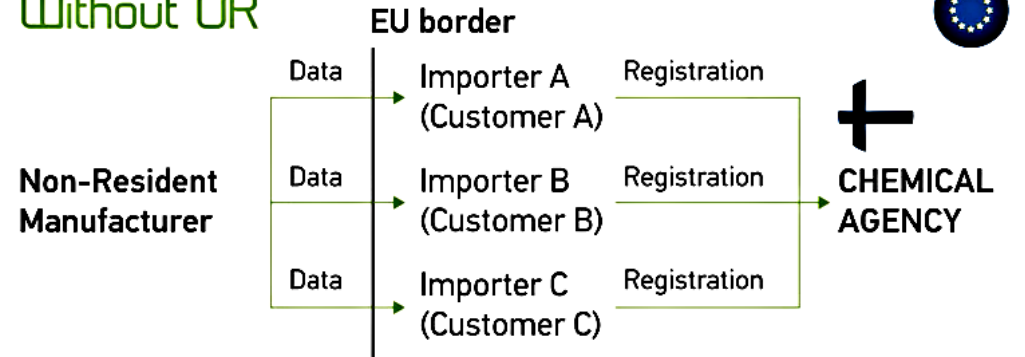 Without OR
EU border
Data
Importer A
(Customer A)
Registration
Non-Resident
Manufacturer
Data
Importer B
(Customer B)
Registration
CHEMICAL
AGENCY
Data
Importer C
(Customer C)
Registration